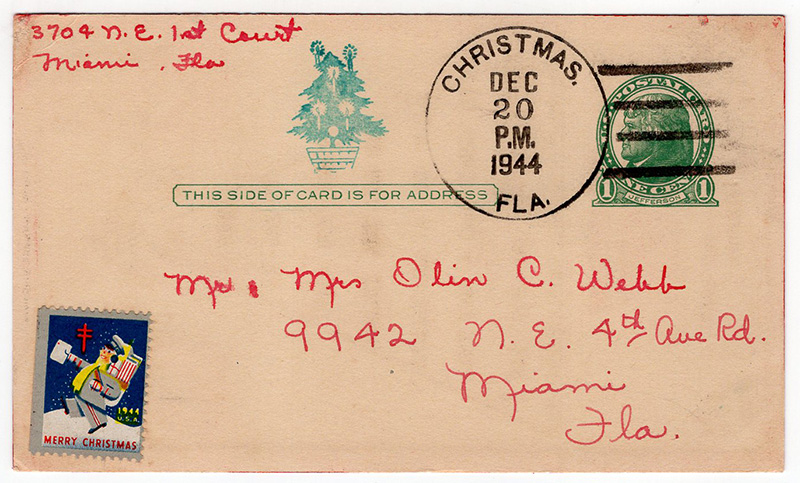 3704 N. E. 1st Court
Miami, Fla
CHRISTMAS.
DEC
20
P.M.
1944
FLA.
POSTAL CARD
1 ONE CENT 1
JEFFERSON
THIS SIDE OF CARD IS FOR ADDRESS
Mr. Mrs Olin C. Webb
9942 N. E. 4th Ave Rd.
Miami
Fla.
1944
U.S.A.
MERRY CHRISTMAS